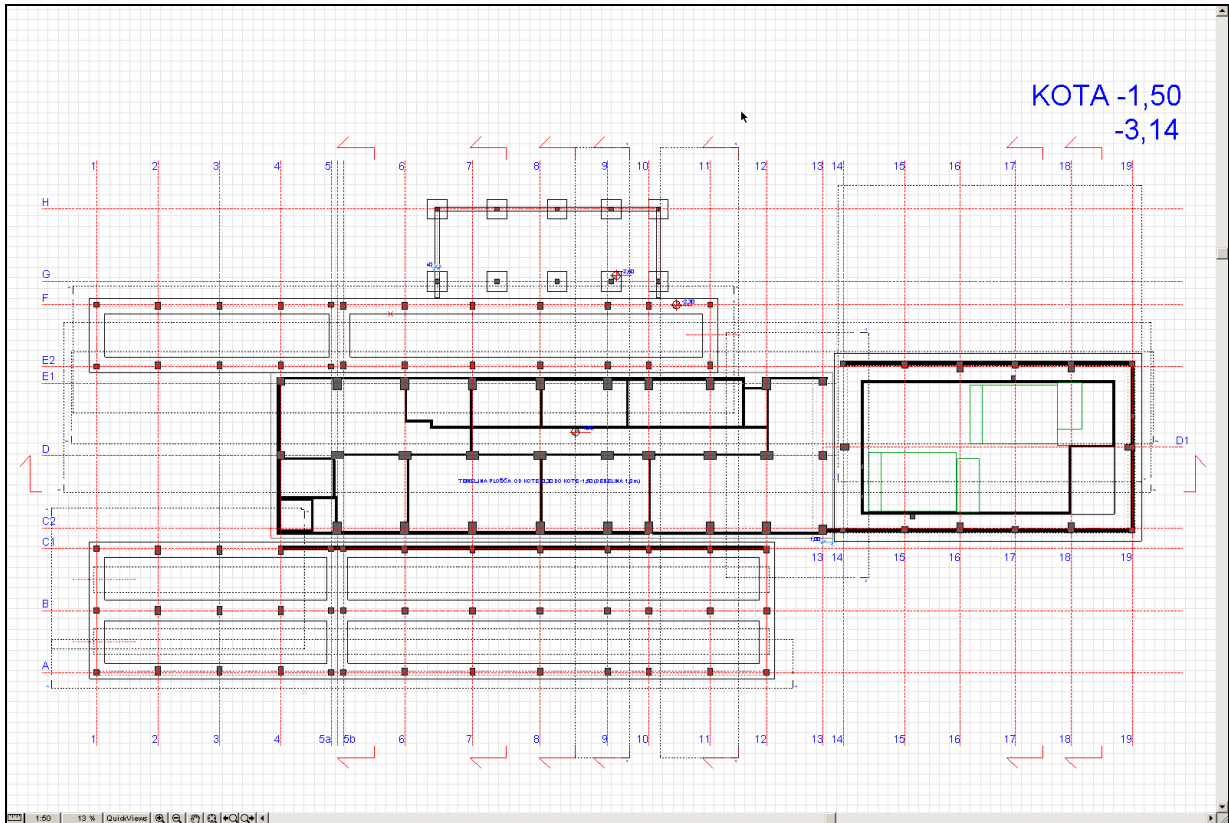 KOTA -1,50
-3,14
1 2 3 4 5 6 7 8 9 10 11 12 13 14 15 16 17 18 19
H
G
F
E2
E1
D
D1
C2
C1
B
A
-2,60
13 14 15 16 17 18 19
1 2 3 4 5a 5b 6 7 8 9 10 11 12 13 14 15 16 17 18 19
1:50 13 % QuickViews